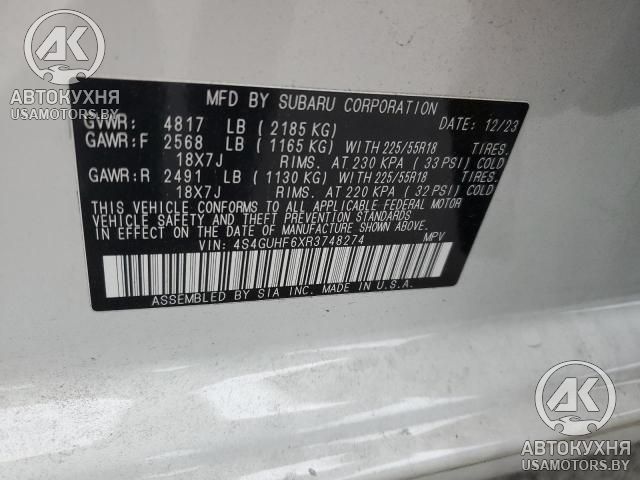 АК
АВТОКУХНЯ
USAMOTORS.BY
MFD BY SUBARU CORPORATION
GVWR: 4817 LB ( 2185 KG) DATE: 12/23
GAWR:F 2568 LB ( 1165 KG) WITH 225/55R18 TIRES.
18X7J RIMS. AT 230 KPA ( 33 PSI) COLD
GAWR:R 2491 LB ( 1130 KG) WITH 225/55R18 TIRES.
18X7J RIMS. AT 220 KPA ( 32 PSI) COLD
THIS VEHICLE CONFORMS TO ALL APPLICABLE FEDERAL MOTOR
VEHICLE SAFETY AND THEFT PREVENTION STANDARDS
IN EFFECT ON THE DATE OF MANUFACTURE SHOWN ABOVE.
VIN: 4S4GUHF6XR3748274 MPV
ASSEMBLED BY SIA INC. MADE IN U.S.A.
АК
АВТОКУХНЯ
USAMOTORS.BY